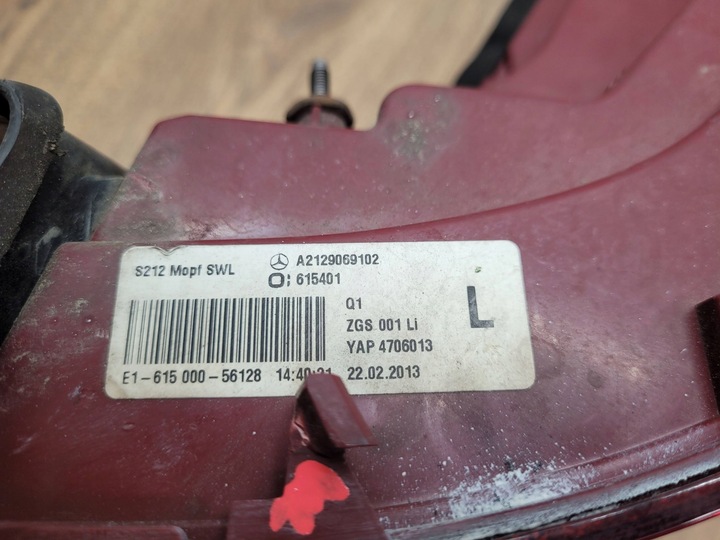 S212 Mopf SWL
A2129069102
615401
Q1
L
ZGS 001 Li
YAP 4706013
E1-615 000-56128 22.02.2013